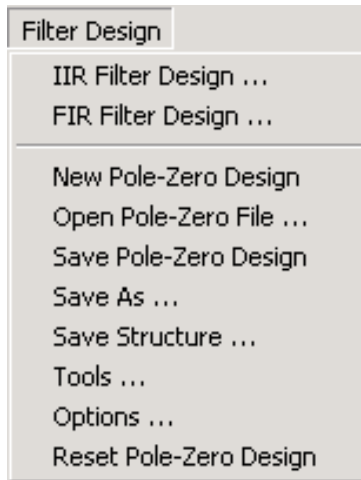 Filter Design
IIR Filter Design ...
FIR Filter Design ...
New Pole-Zero Design
Open Pole-Zero File ...
Save Pole-Zero Design
Save As ...
Save Structure ...
Tools ...
Options ...
Reset Pole-Zero Design